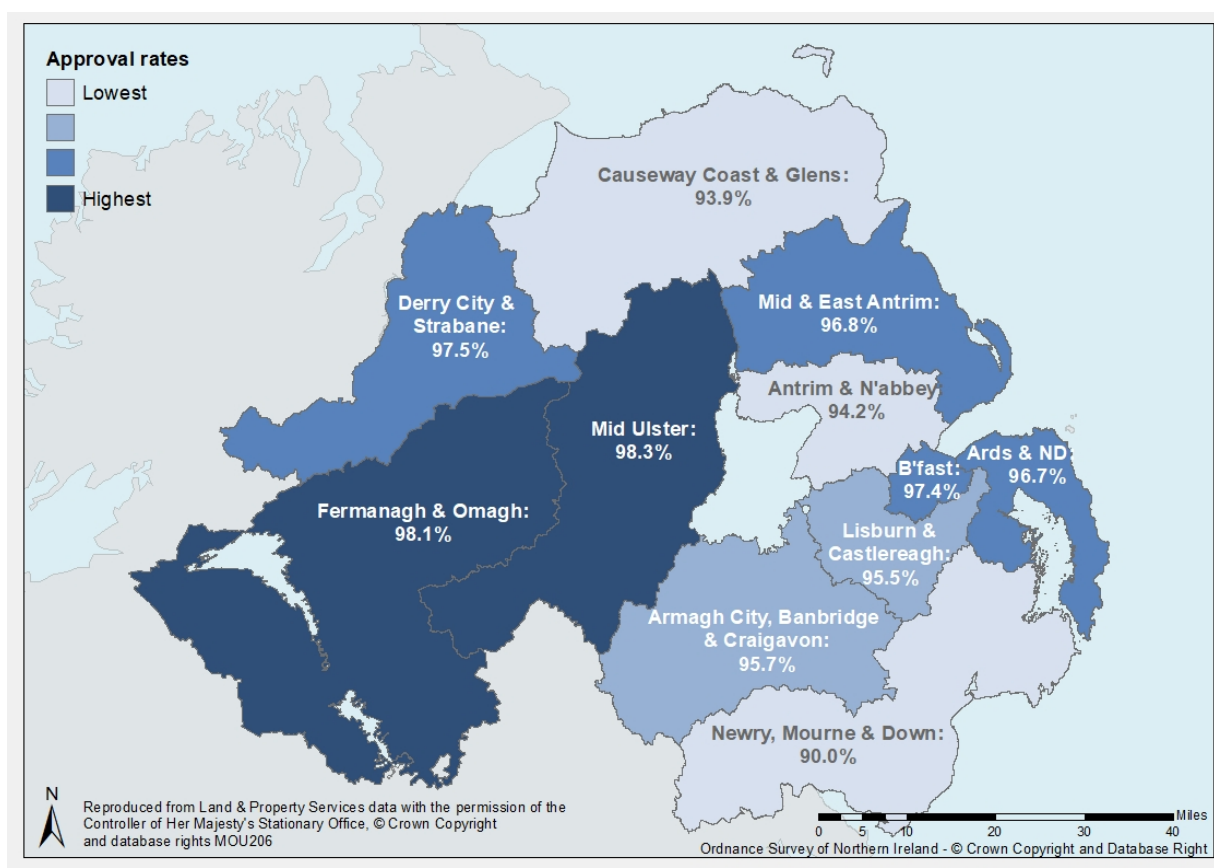 Approval rates
Lowest
Highest
Causeway Coast & Glens:
93.9%
Derry City &
Strabane:
97.5%
Mid & East Antrim:
96.8%
Antrim & N'abbey
94.2%
Mid Ulster:
98.3%
B'fast:
97.4%
Ards & ND:
96.7%
Fermanagh & Omagh:
98.1%
Lisburn &
Castlereagh:
95.5%
Armagh City, Banbridge
& Craigavon:
95.7%
Newry, Mourne & Down:
90.0%
N
Reproduced from Land & Property Services data with the permission of the
Controller of Her Majesty's Stationary Office, © Crown Copyright
and database rights MOU206
Miles
0 5 10 20 30 40
Ordnance Survey of Northern Ireland - © Crown Copyright and Database Right